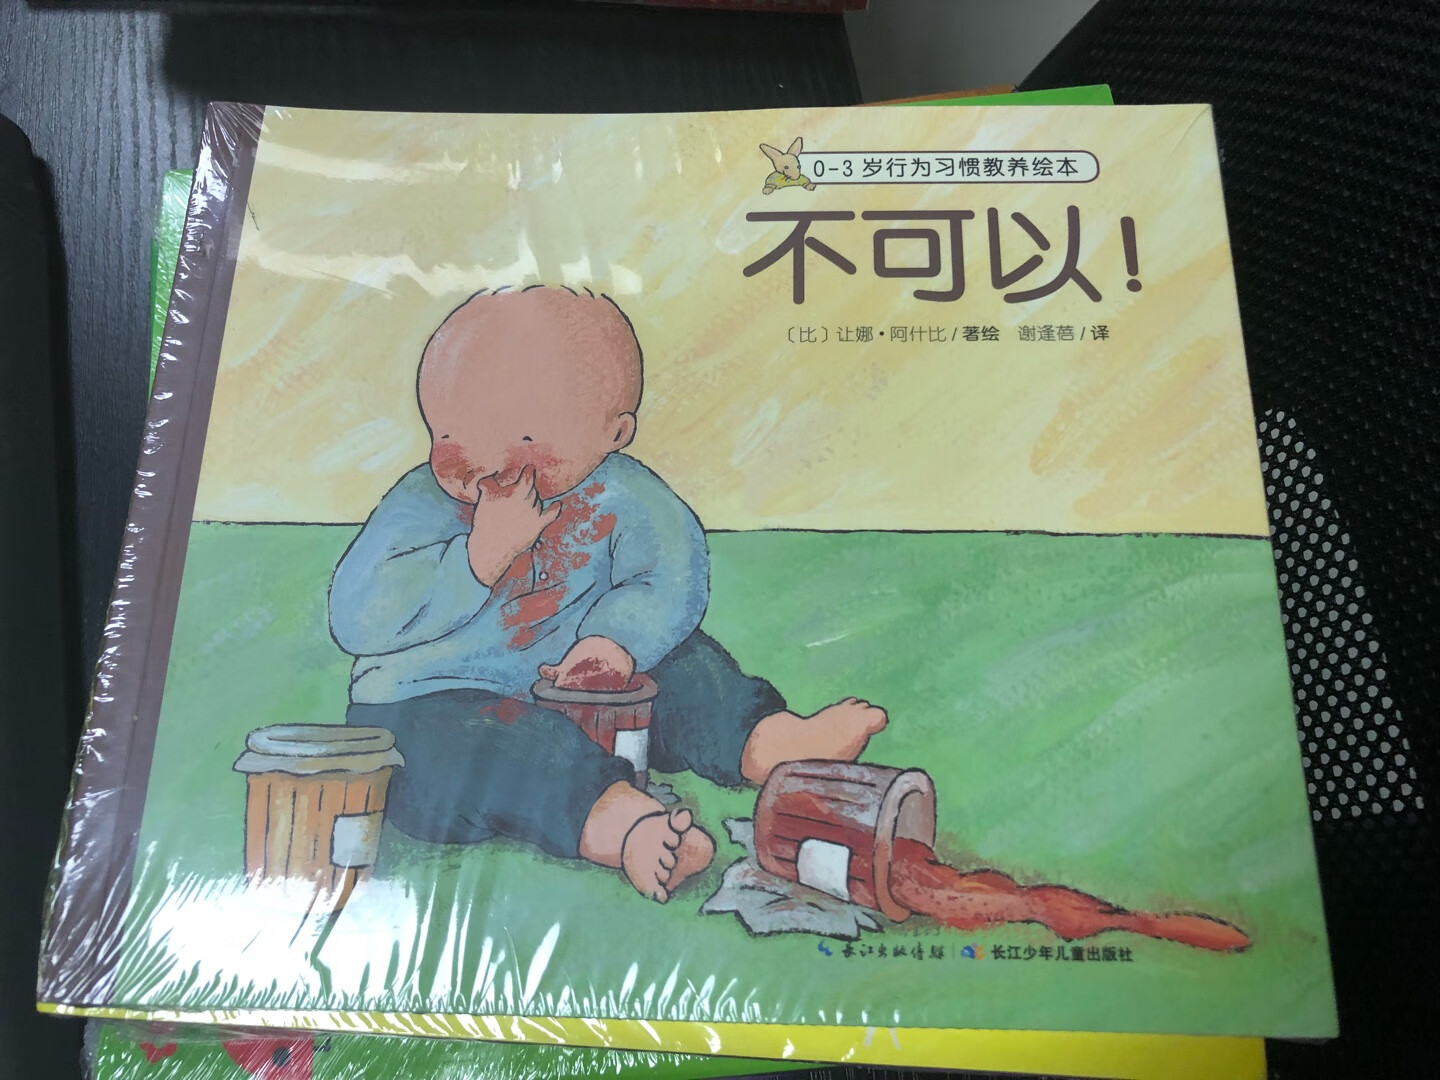 0-3 岁行为习惯教养绘本
不可以！
〔比〕让娜·阿什比/著绘 谢逢蓓/译
长江出版传媒 长江少年儿童出版社